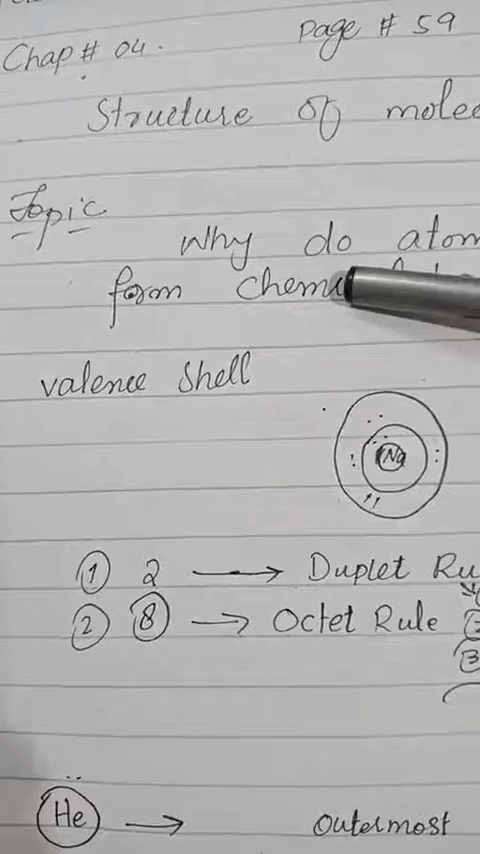 Chap # 04.
Page # 59
Structure of molec
Topic
Why do atom
form chemi
valence shell
Na
① 2 → Duplet Ru
② ⑧ → Octet Rule
He → Outermost